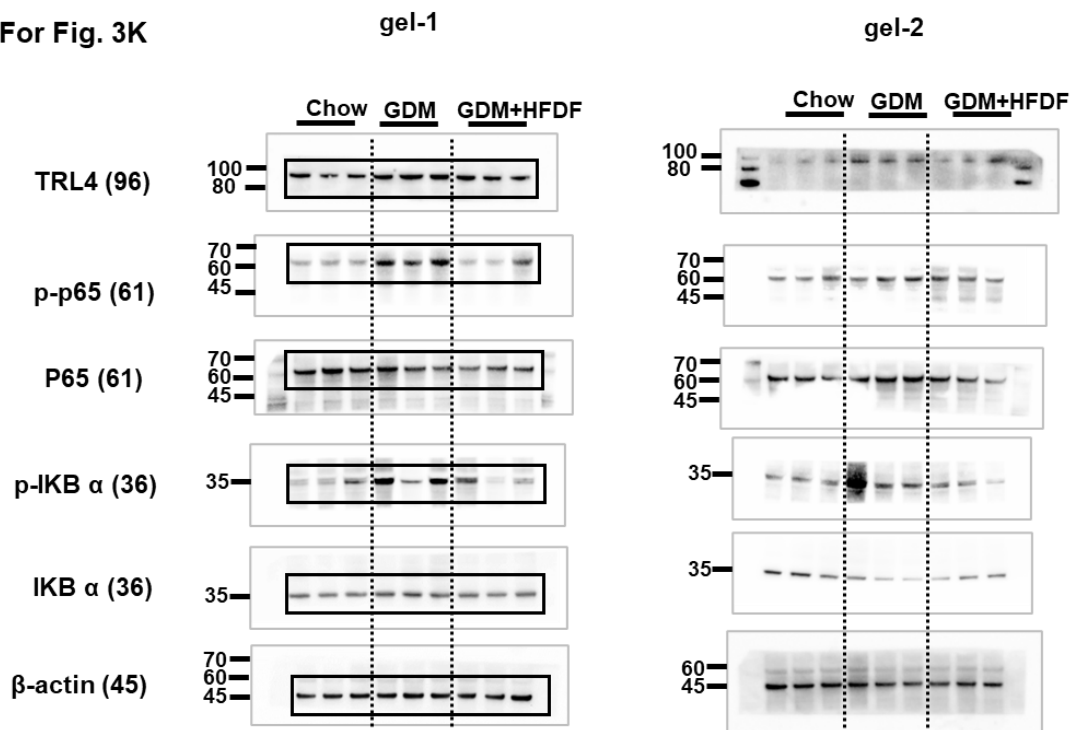 For Fig. 3K
gel-1
gel-2
Chow GDM GDM+HFDF
Chow GDM GDM+HFDF
TRL4 (96)
100
80
100
80
p-p65 (61)
70
60
45
70
60
45
P65 (61)
70
60
45
70
60
45
p-IKB α (36)
35
35
IKB α (36)
35
35
β-actin (45)
70
60
45
60
45